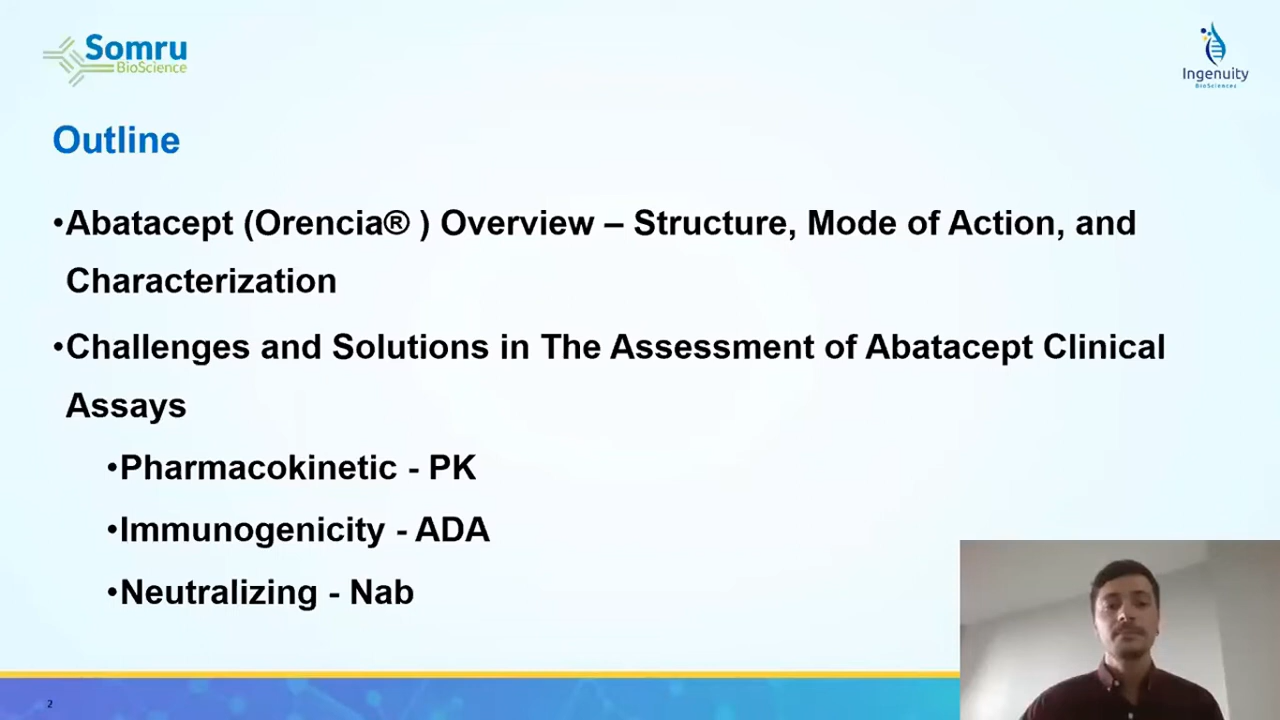 Somru
BioScience
Ingenuity
BioSciences
Outline
•Abatacept (Orencia® ) Overview – Structure, Mode of Action, and
Characterization
•Challenges and Solutions in The Assessment of Abatacept Clinical
Assays
•Pharmacokinetic - PK
•Immunogenicity - ADA
•Neutralizing - Nab
2